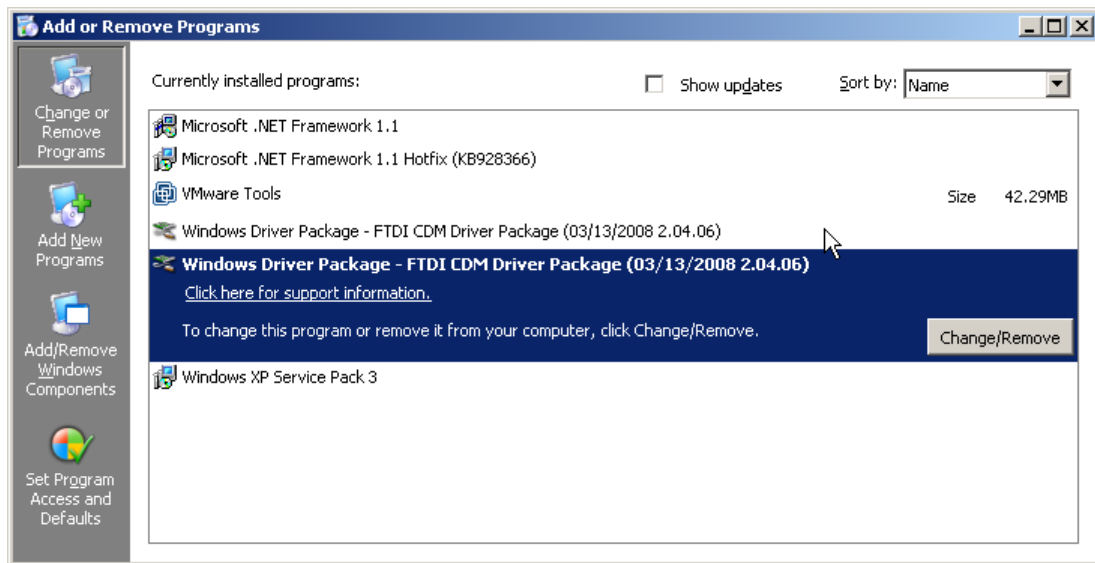 Add or Remove Programs
Change or
Remove
Programs
Add New
Programs
Add/Remove
Windows
Components
Set Program
Access and
Defaults
Currently installed programs:
Show updates
Sort by: Name
Microsoft .NET Framework 1.1
Microsoft .NET Framework 1.1 Hotfix (KB928366)
VMware Tools Size 42.29MB
Windows Driver Package - FTDI CDM Driver Package (03/13/2008 2.04.06)
Windows Driver Package - FTDI CDM Driver Package (03/13/2008 2.04.06)
Click here for support information.
To change this program or remove it from your computer, click Change/Remove.
Change/Remove
Windows XP Service Pack 3